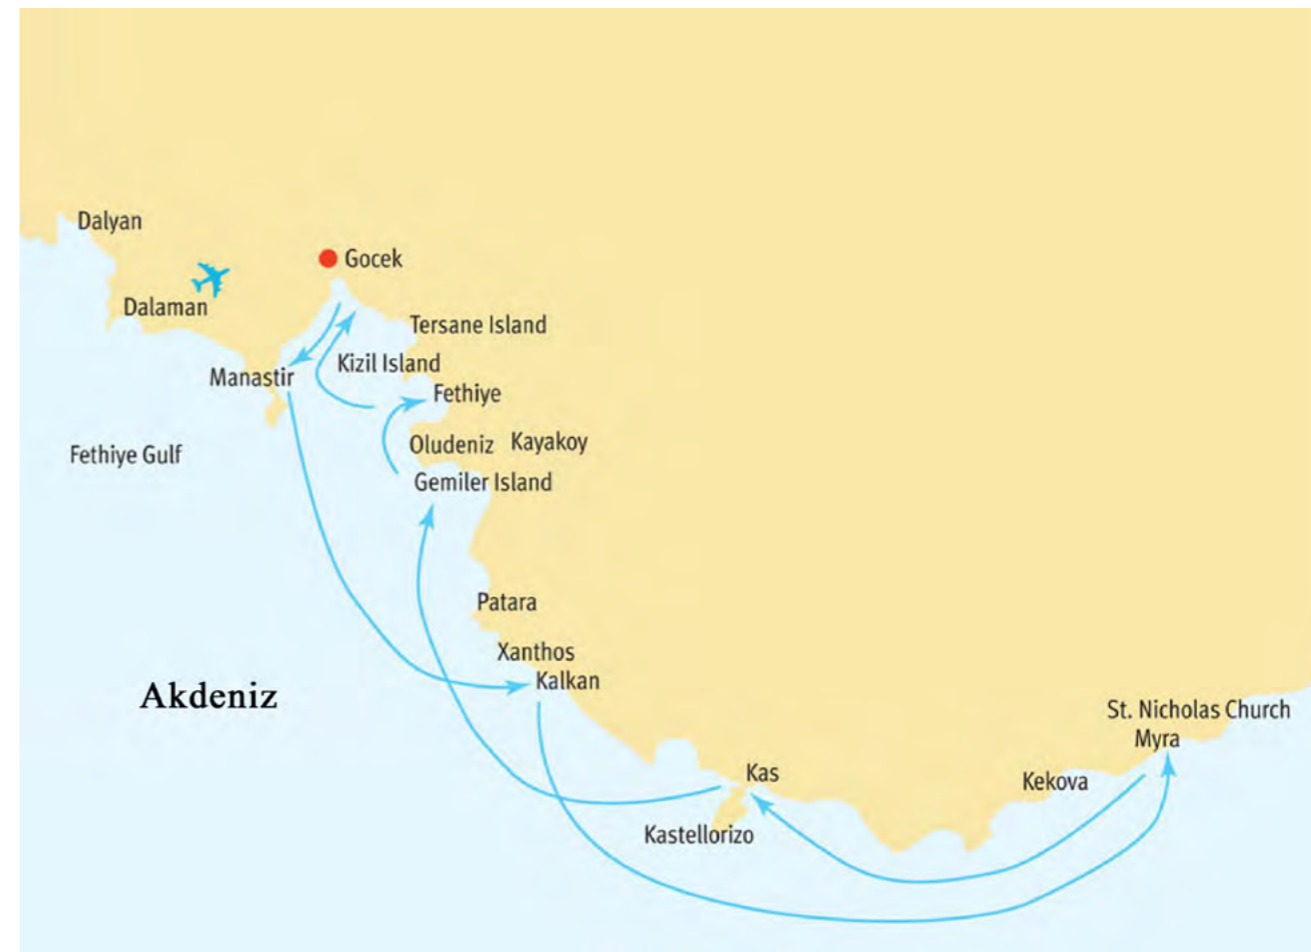 Dalyan
Gocek
Dalaman
Tersane Island
Kizil Island
Manastir
Fethiye
Oludeniz
Kayakoy
Fethiye Gulf
Gemiler Island
Patara
Xanthos
Kalkan
Akdeniz
St. Nicholas Church
Myra
Kas
Kekova
Kastellorizo